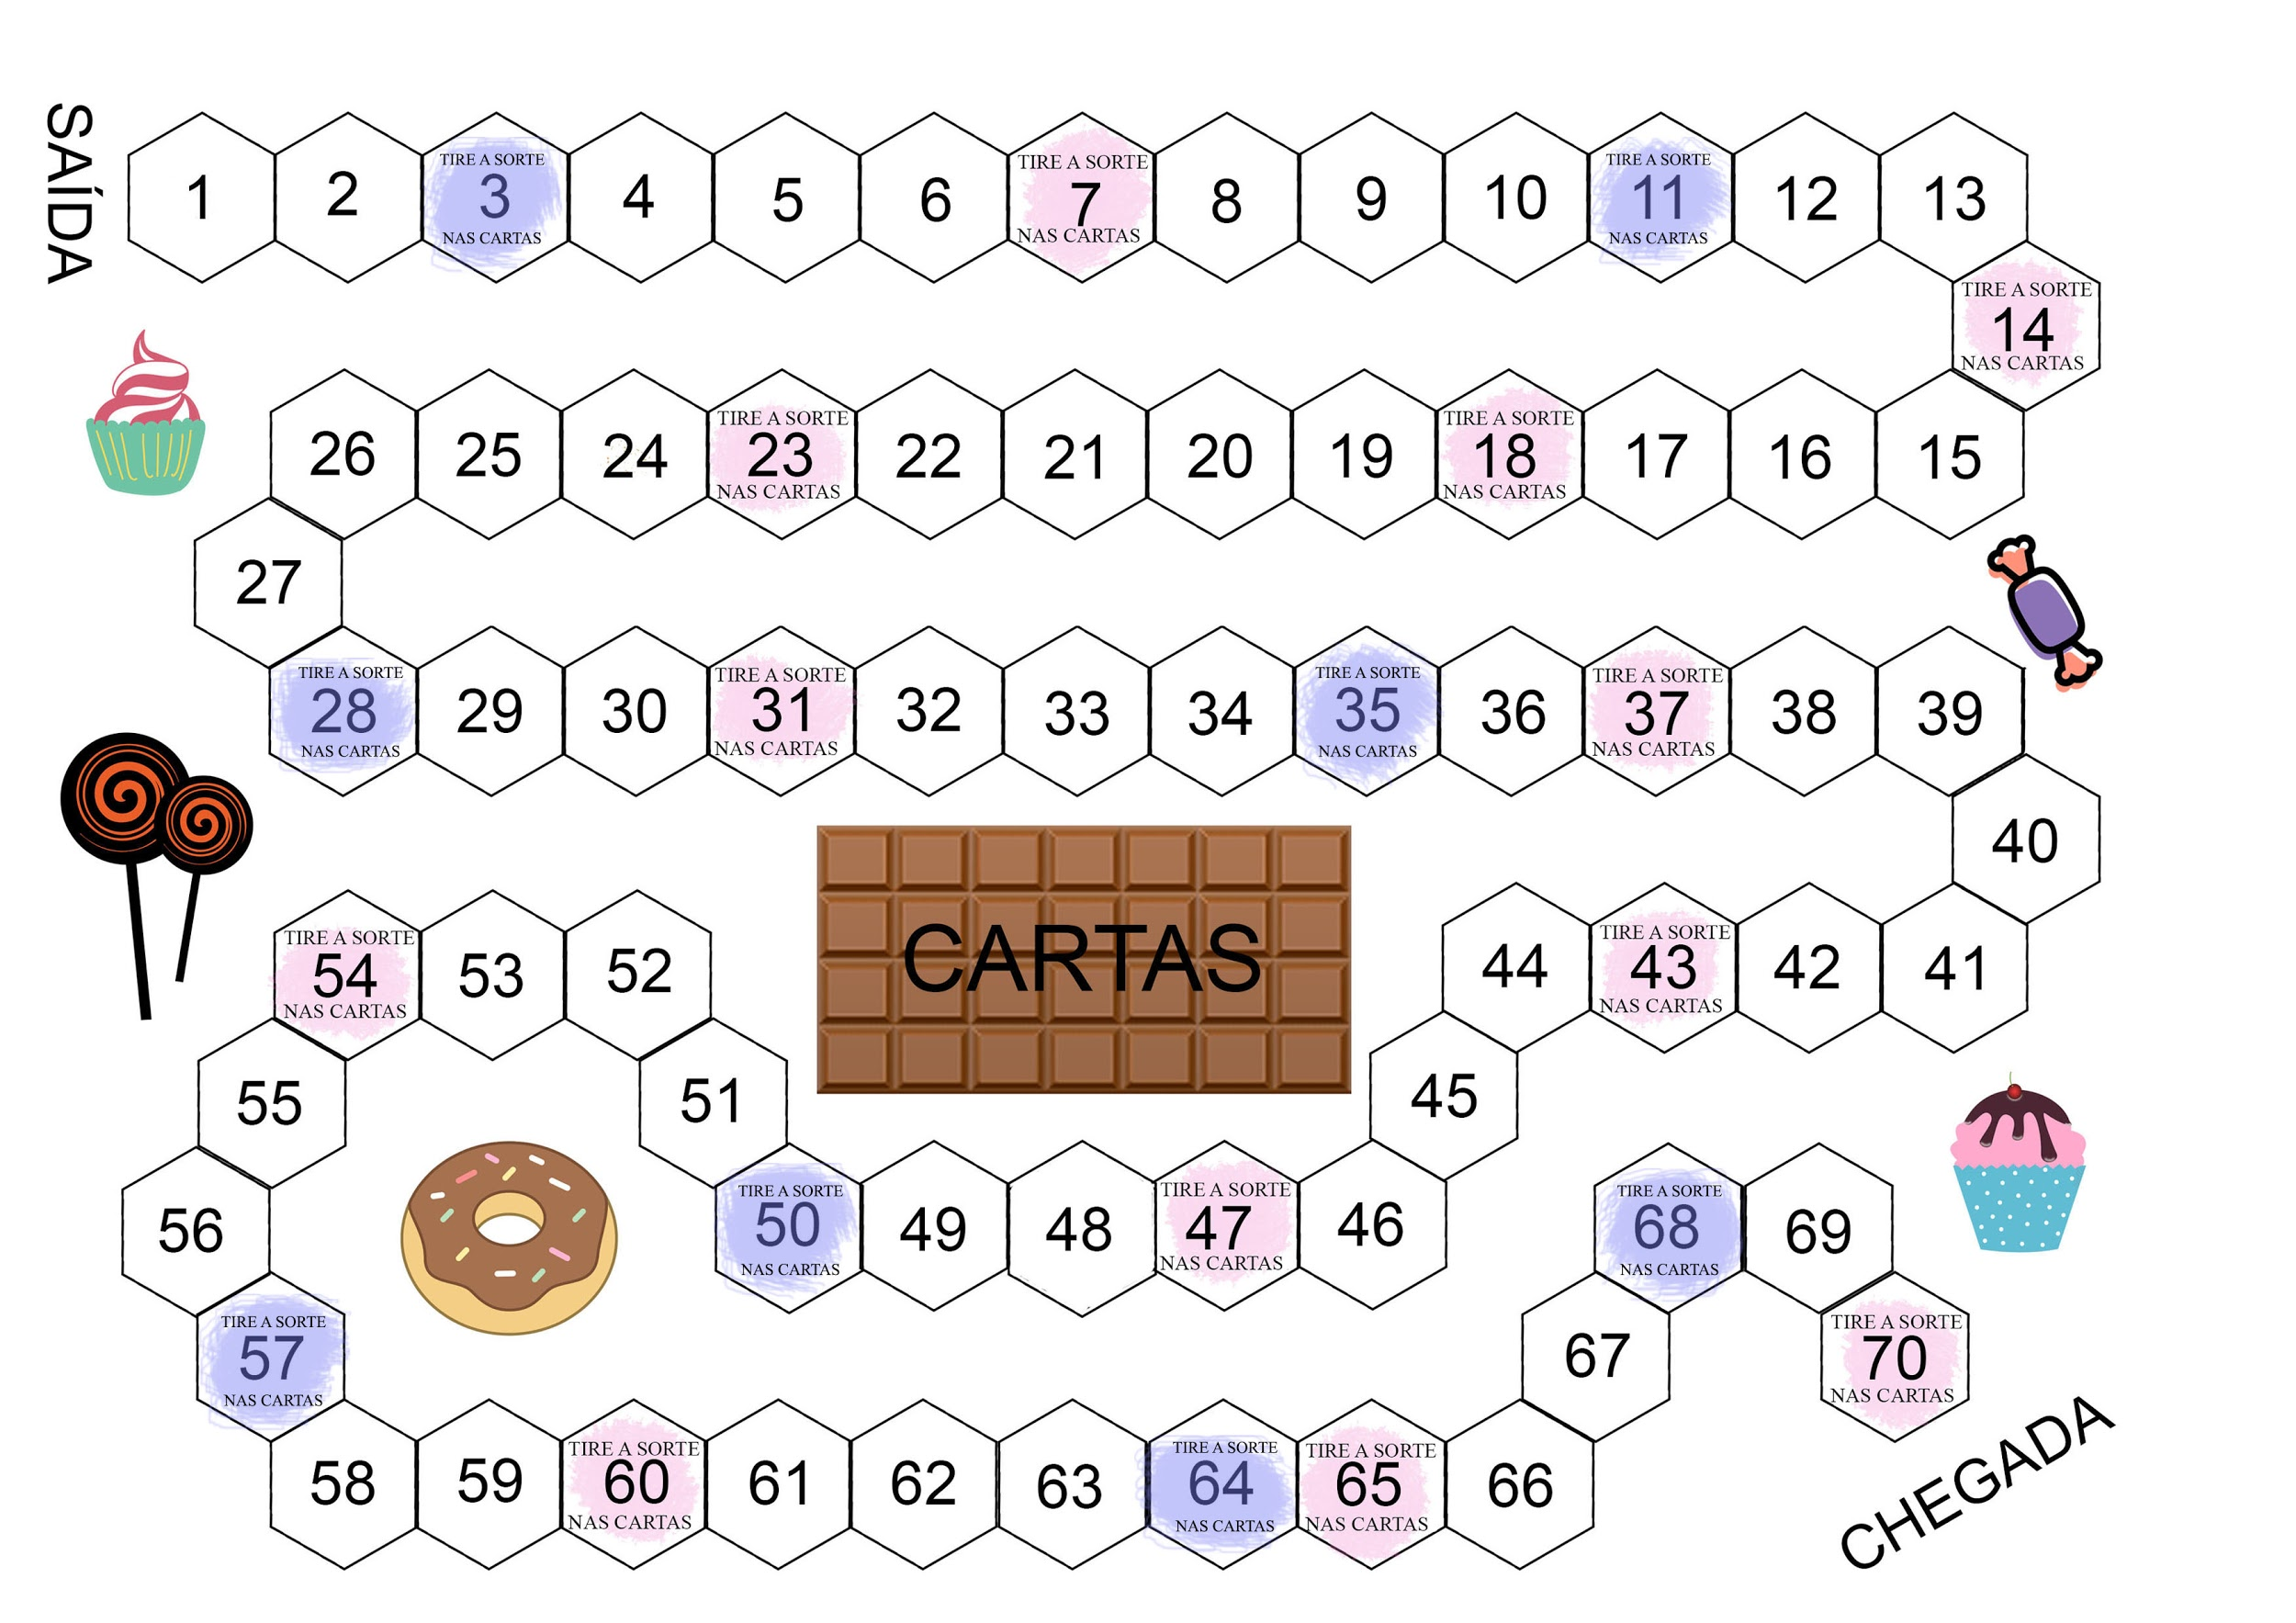 SAÍDA
1 2 TIRE A SORTE 3 NAS CARTAS 4 5 6 TIRE A SORTE 7 NAS CARTAS 8 9 10 TIRE A SORTE 11 NAS CARTAS 12 13
TIRE A SORTE
14
NAS CARTAS
26 25 24 TIRE A SORTE 23 NAS CARTAS 22 21 20 19 TIRE A SORTE 18 NAS CARTAS 17 16 15
27
TIRE A SORTE 28 NAS CARTAS 29 30 TIRE A SORTE 31 NAS CARTAS 32 33 34 TIRE A SORTE 35 NAS CARTAS 36 TIRE A SORTE 37 NAS CARTAS 38 39
40
CARTAS
44 TIRE A SORTE 43 NAS CARTAS 42 41
TIRE A SORTE 54 NAS CARTAS 53 52
55 51 45
56 TIRE A SORTE 50 NAS CARTAS 49 48 TIRE A SORTE 47 NAS CARTAS 46 TIRE A SORTE 68 NAS CARTAS 69
TIRE A SORTE 57 NAS CARTAS 67 TIRE A SORTE 70 NAS CARTAS
58 59 TIRE A SORTE 60 NAS CARTAS 61 62 63 TIRE A SORTE 64 NAS CARTAS TIRE A SORTE 65 NAS CARTAS 66
CHEGADA